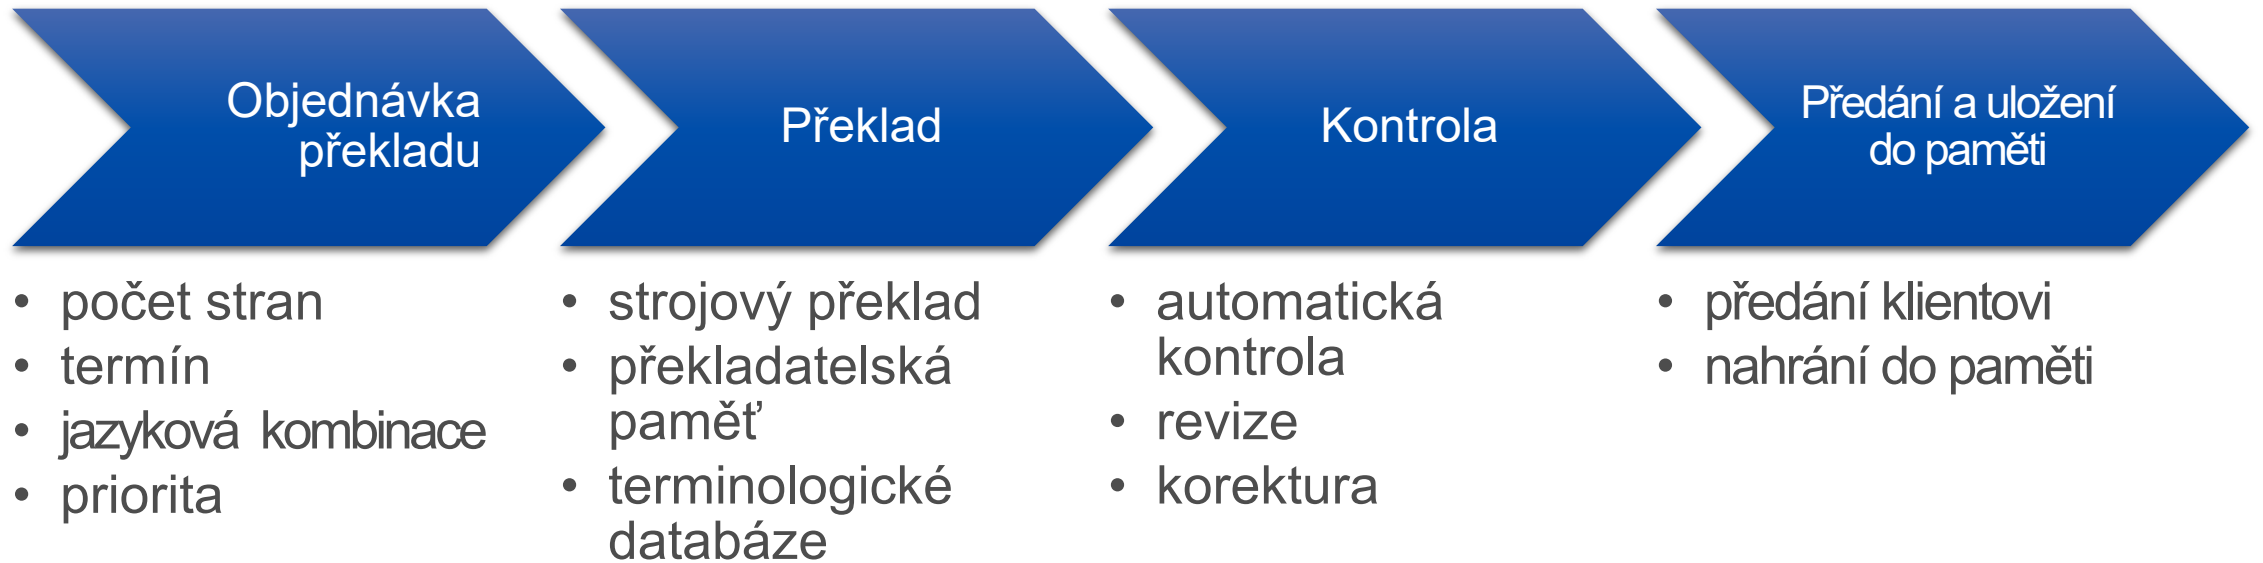 Objednávka
překladu
• počet stran
• termín
• jazyková kombinace
• priorita
Překlad
• strojový překlad
• překladatelská
paměť
• terminologické
databáze
Kontrola
• automatická
kontrola
• revize
• korektura
Předání a uložení
do paměti
• předání klientovi
• nahrání do paměti